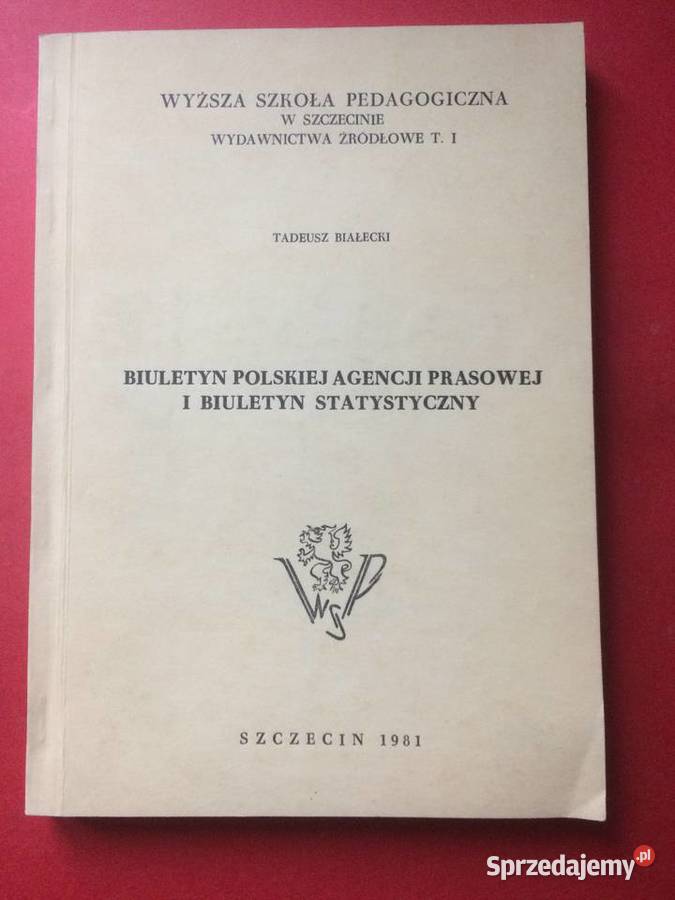 WYŻSZA SZKOŁA PEDAGOGICZNA
W SZCZECINIE
WYDAWNICTWA ŹRÓDŁOWE T. I
TADEUSZ BIAŁECKI
BIULETYN POLSKIEJ AGENCJI PRASOWEJ
I BIULETYN STATYSTYCZNY
WSP
SZCZECIN 1981
Sprzedajemy.pl